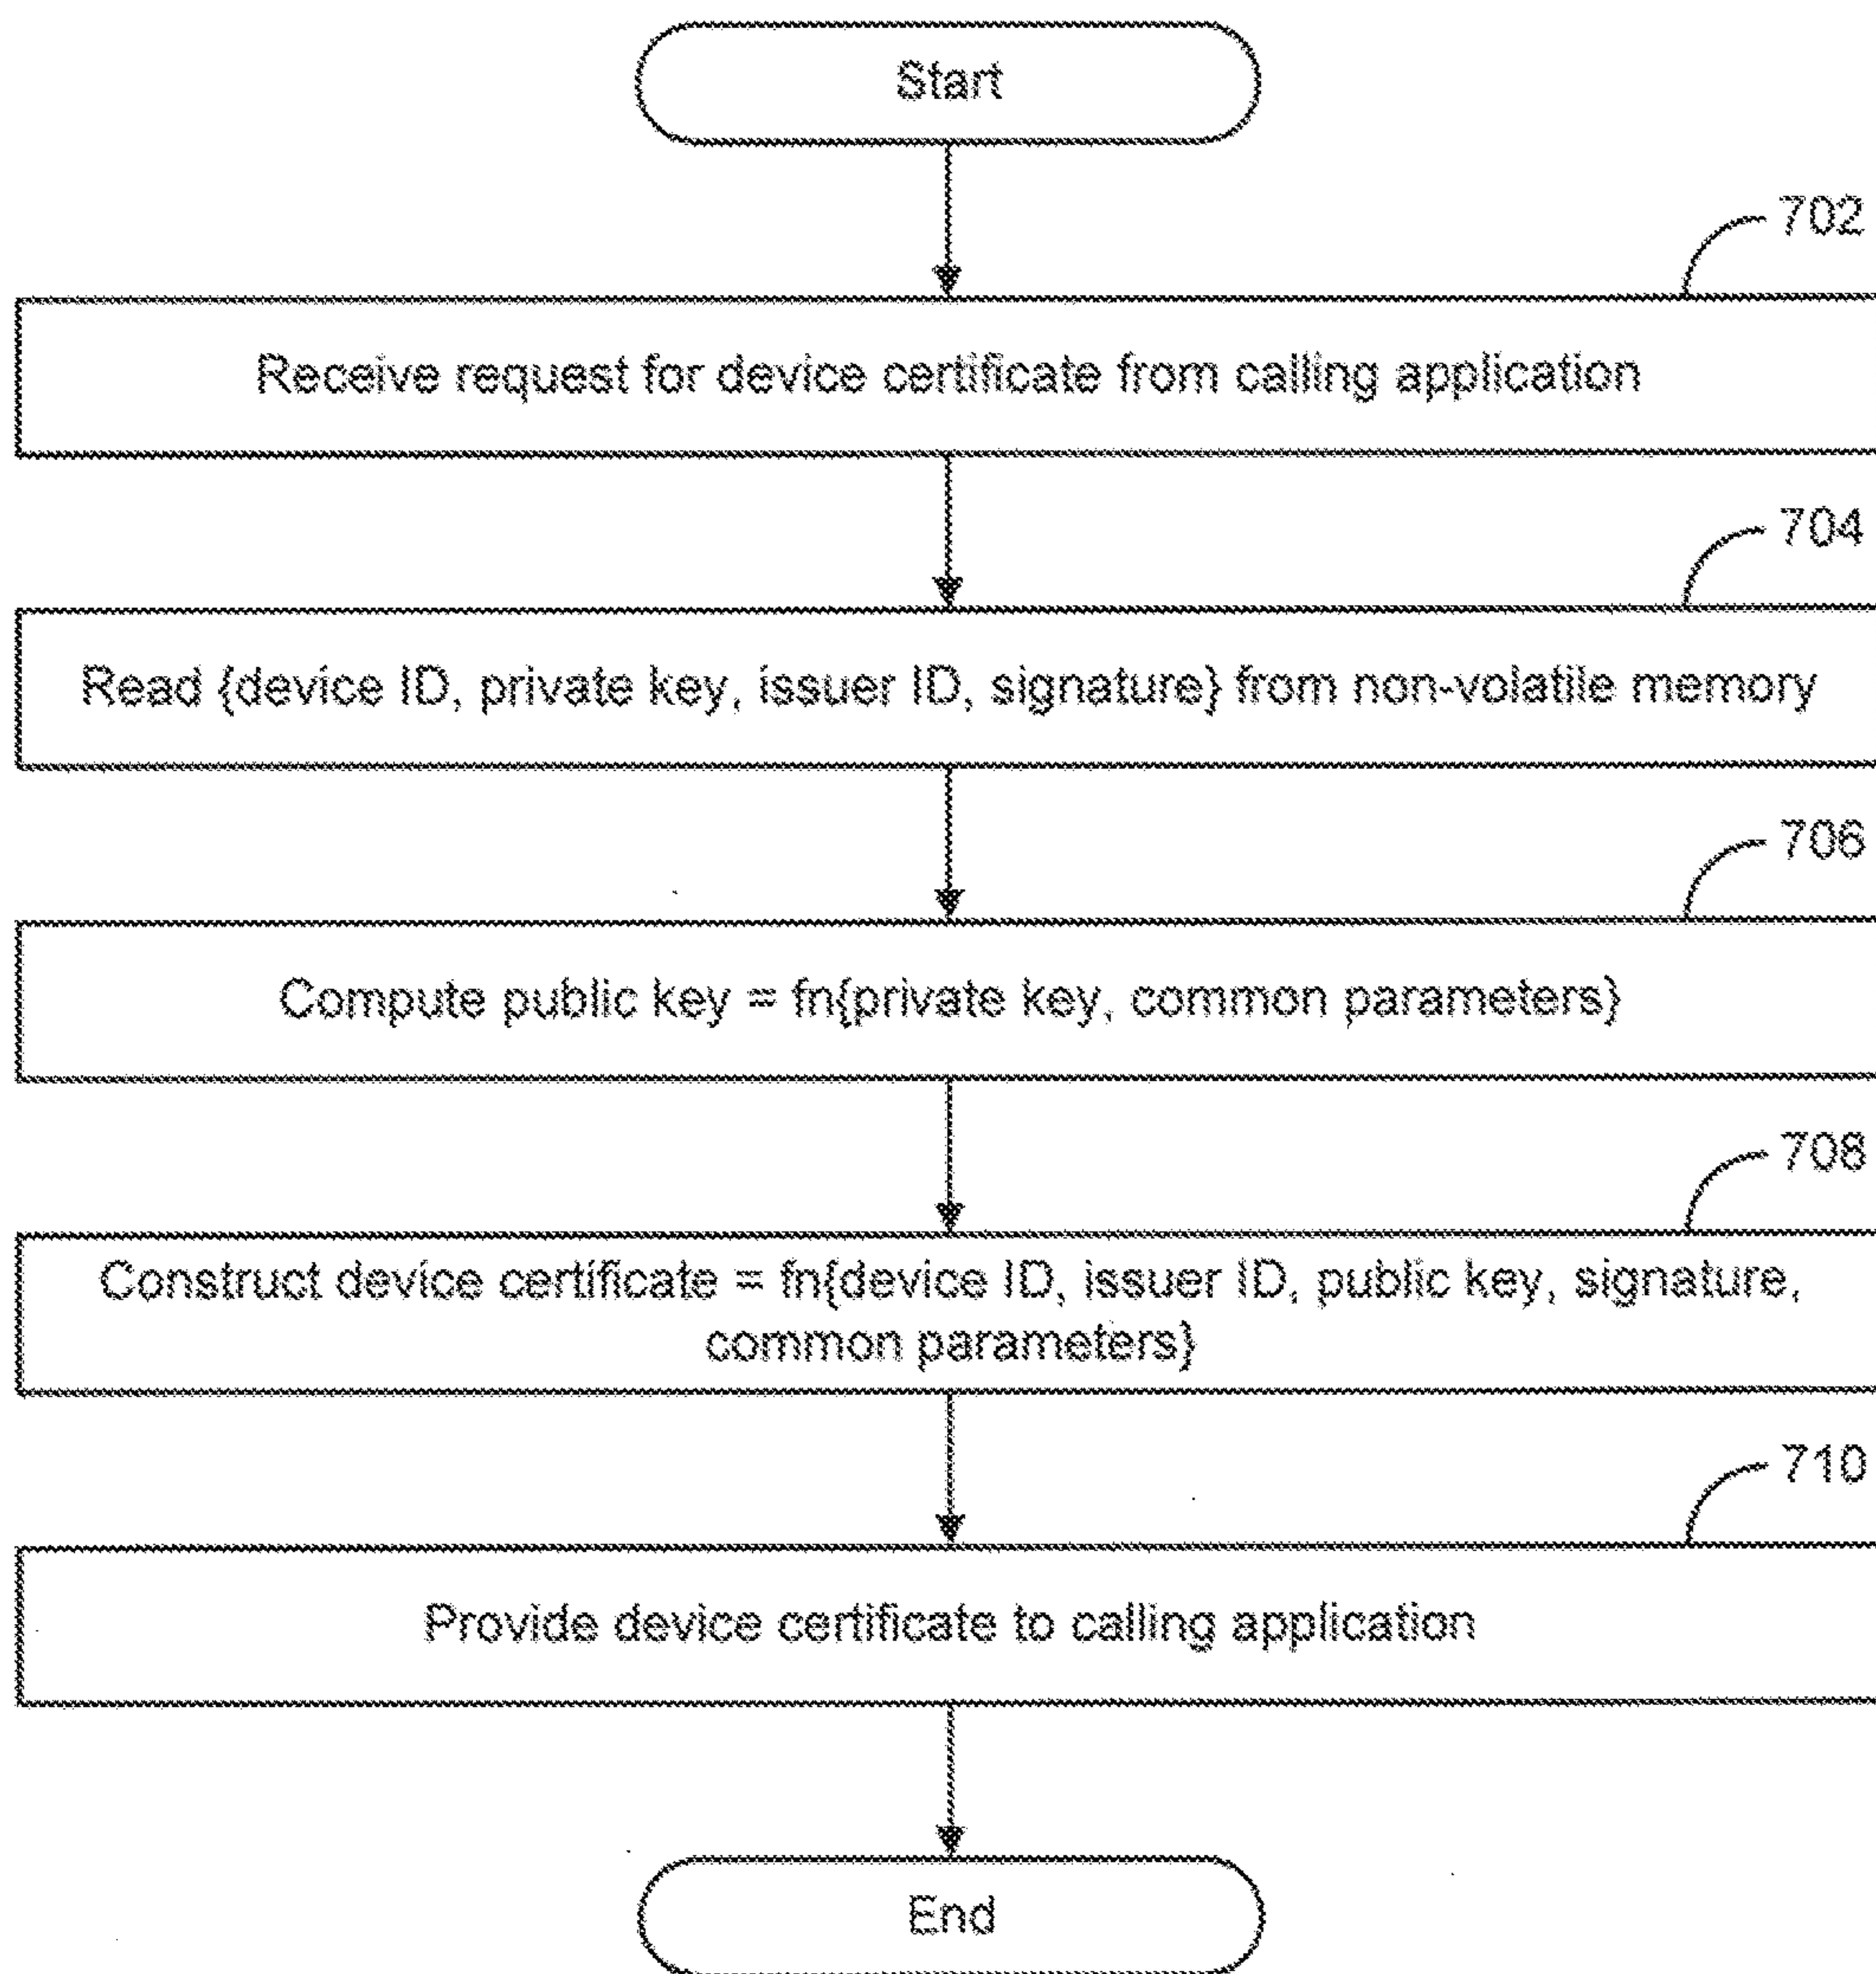 Start
702
Receive request for device certificate from calling application
704
Read {device ID, private key, issuer ID, signature} from non-volatile memory
706
Compute public key = fn{private key, common parameters}
708
Construct device certificate = fn{device ID, issuer ID, public key, signature,
common parameters}
710
Provide device certificate to calling application
End